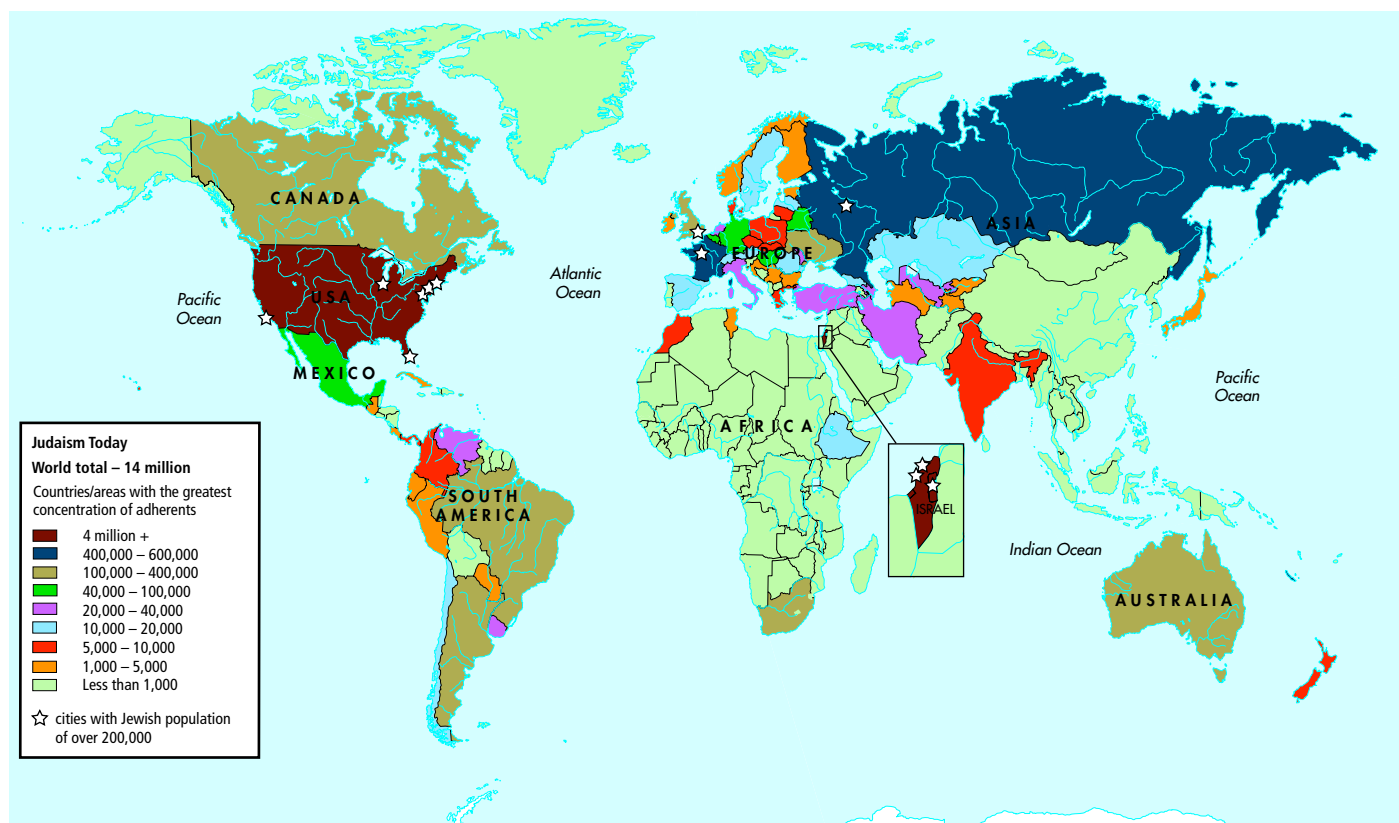 CANADA
ASIA
EUROPE
Atlantic
Ocean
Pacific
Ocean
USA
MEXICO
Pacific
Ocean
AFRICA
SOUTH
AMERICA
ISRAEL
Indian Ocean
AUSTRALIA
Judaism Today
World total – 14 million
Countries/areas with the greatest
concentration of adherents
4 million +
400,000 – 600,000
100,000 – 400,000
40,000 – 100,000
20,000 – 40,000
10,000 – 20,000
5,000 – 10,000
1,000 – 5,000
Less than 1,000
cities with Jewish population
of over 200,000